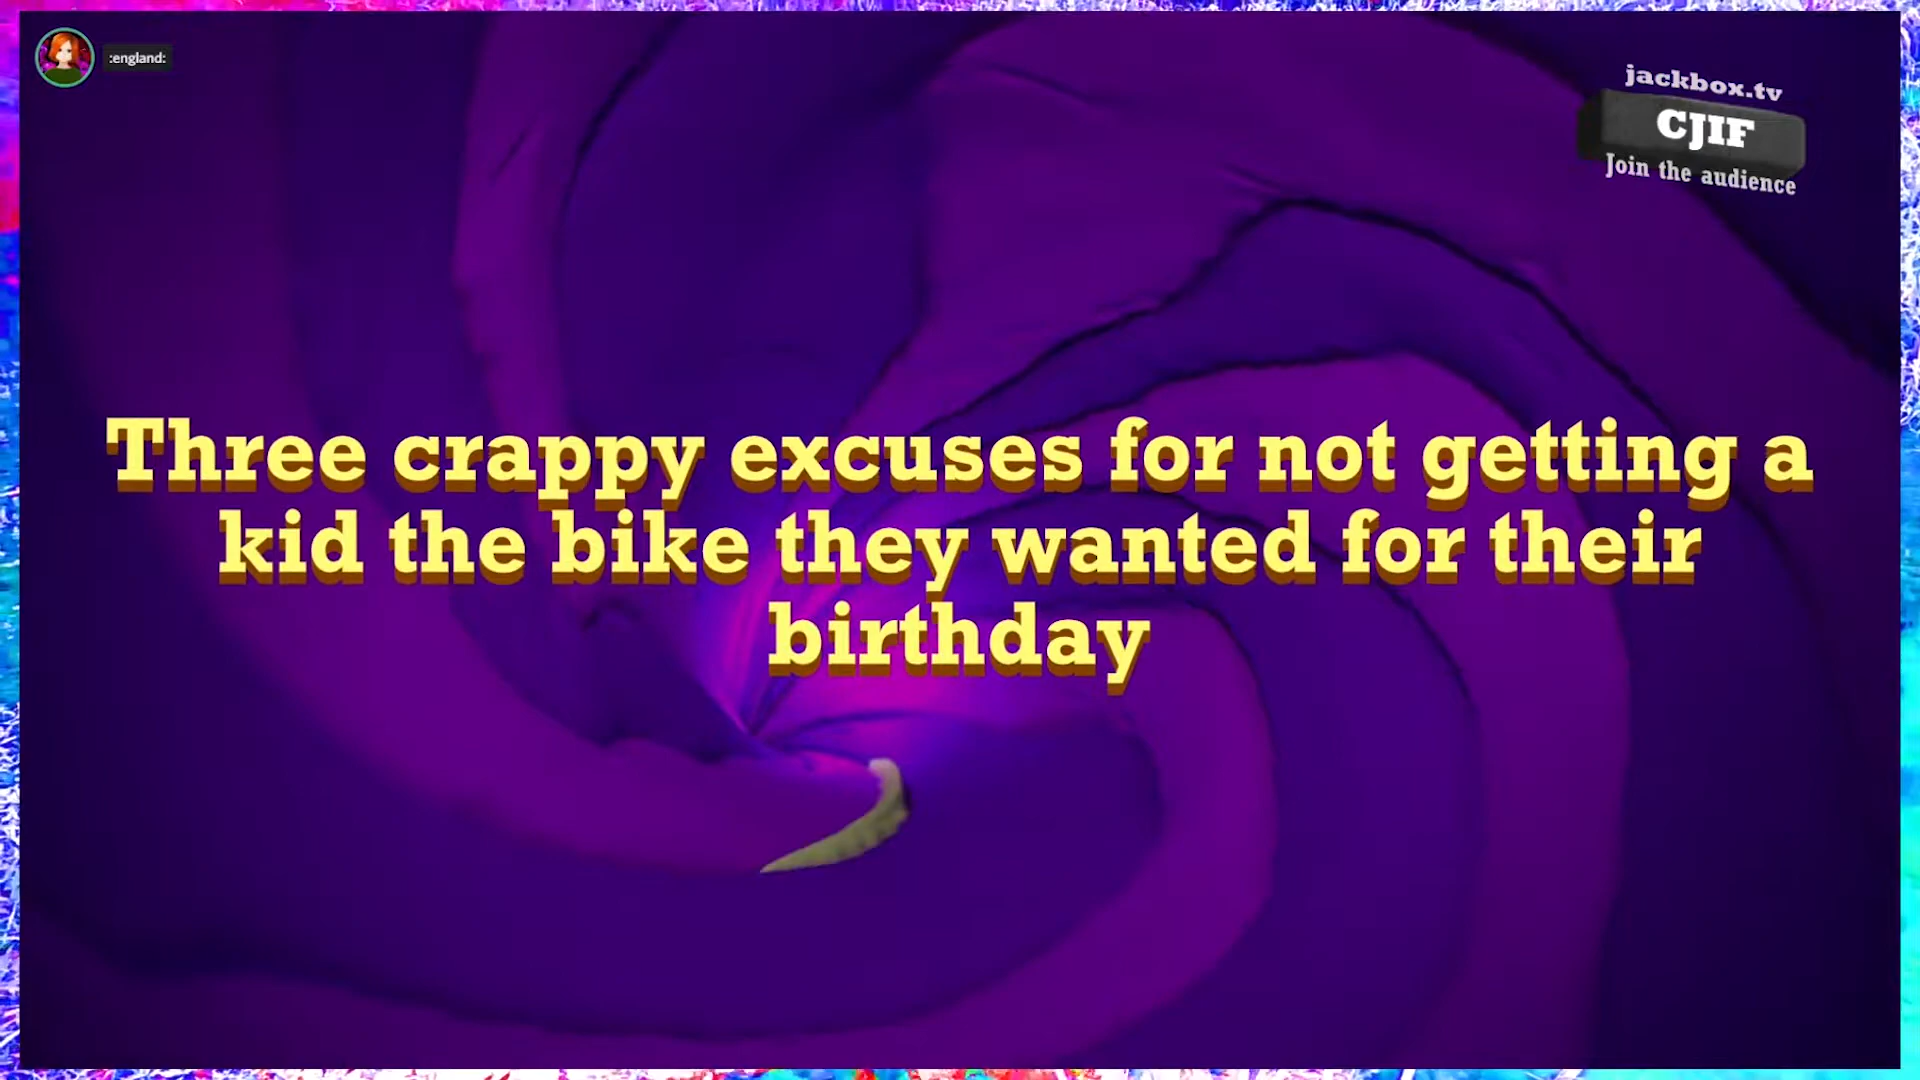 :england:
jackbox.tv
CJIF
Join the audience
Three crappy excuses for not getting a
kid the bike they wanted for their
birthday